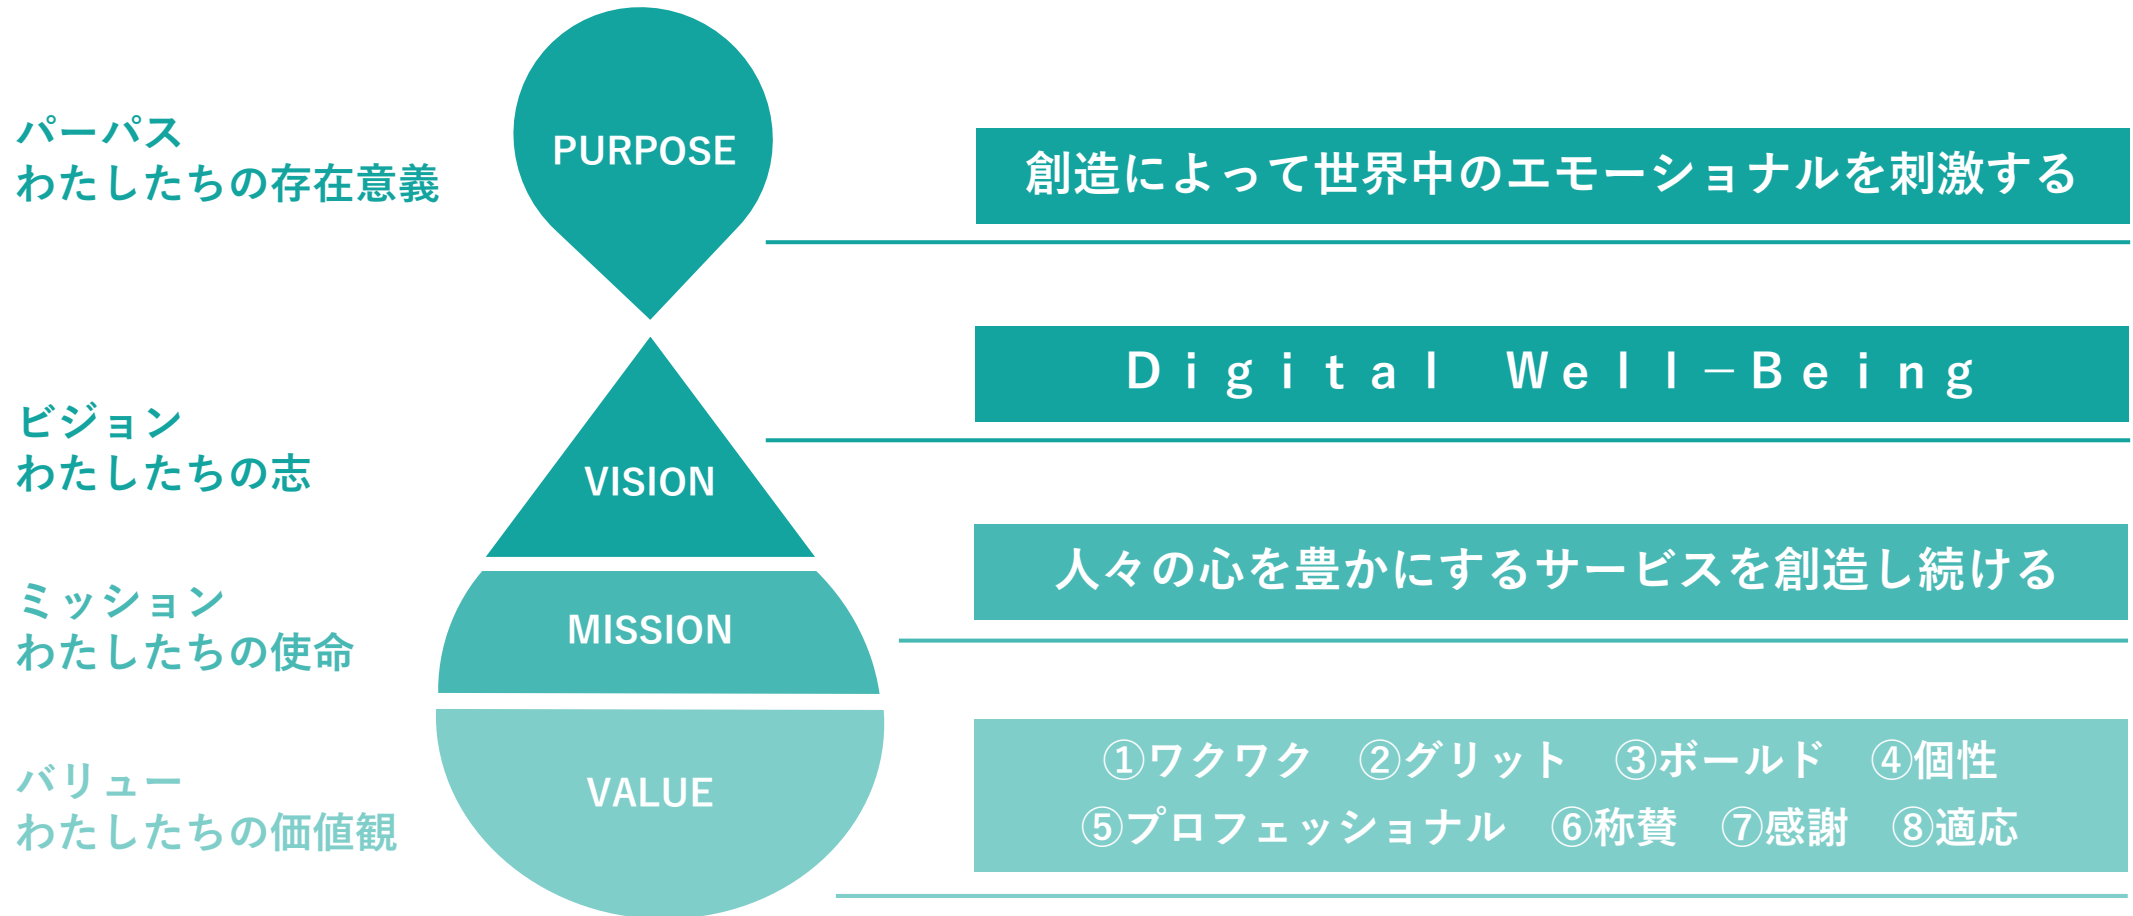 パーパス
わたしたちの存在意義
PURPOSE
創造によって世界中のエモーショナルを刺激する
ビジョン
わたしたちの志
VISION
Digital Well-Being
ミッション
わたしたちの使命
MISSION
人々の心を豊かにするサービスを創造し続ける
バリュー
わたしたちの価値観
VALUE
①ワクワク ②グリット ③ボールド ④個性
⑤プロフェッショナル ⑥称賛 ⑦感謝 ⑧適応